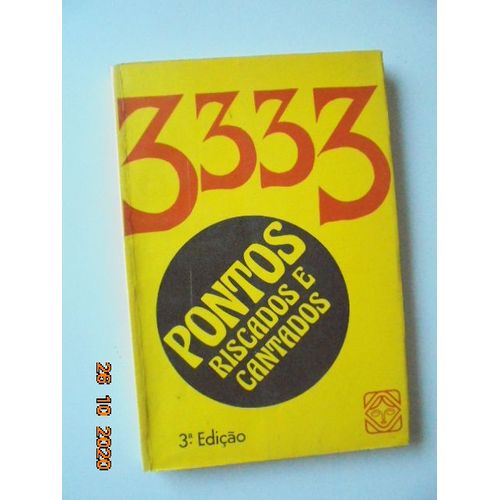 3333
PONTOS
RISCADOS E
CANTADOS
3ª Edição
26 10 2020